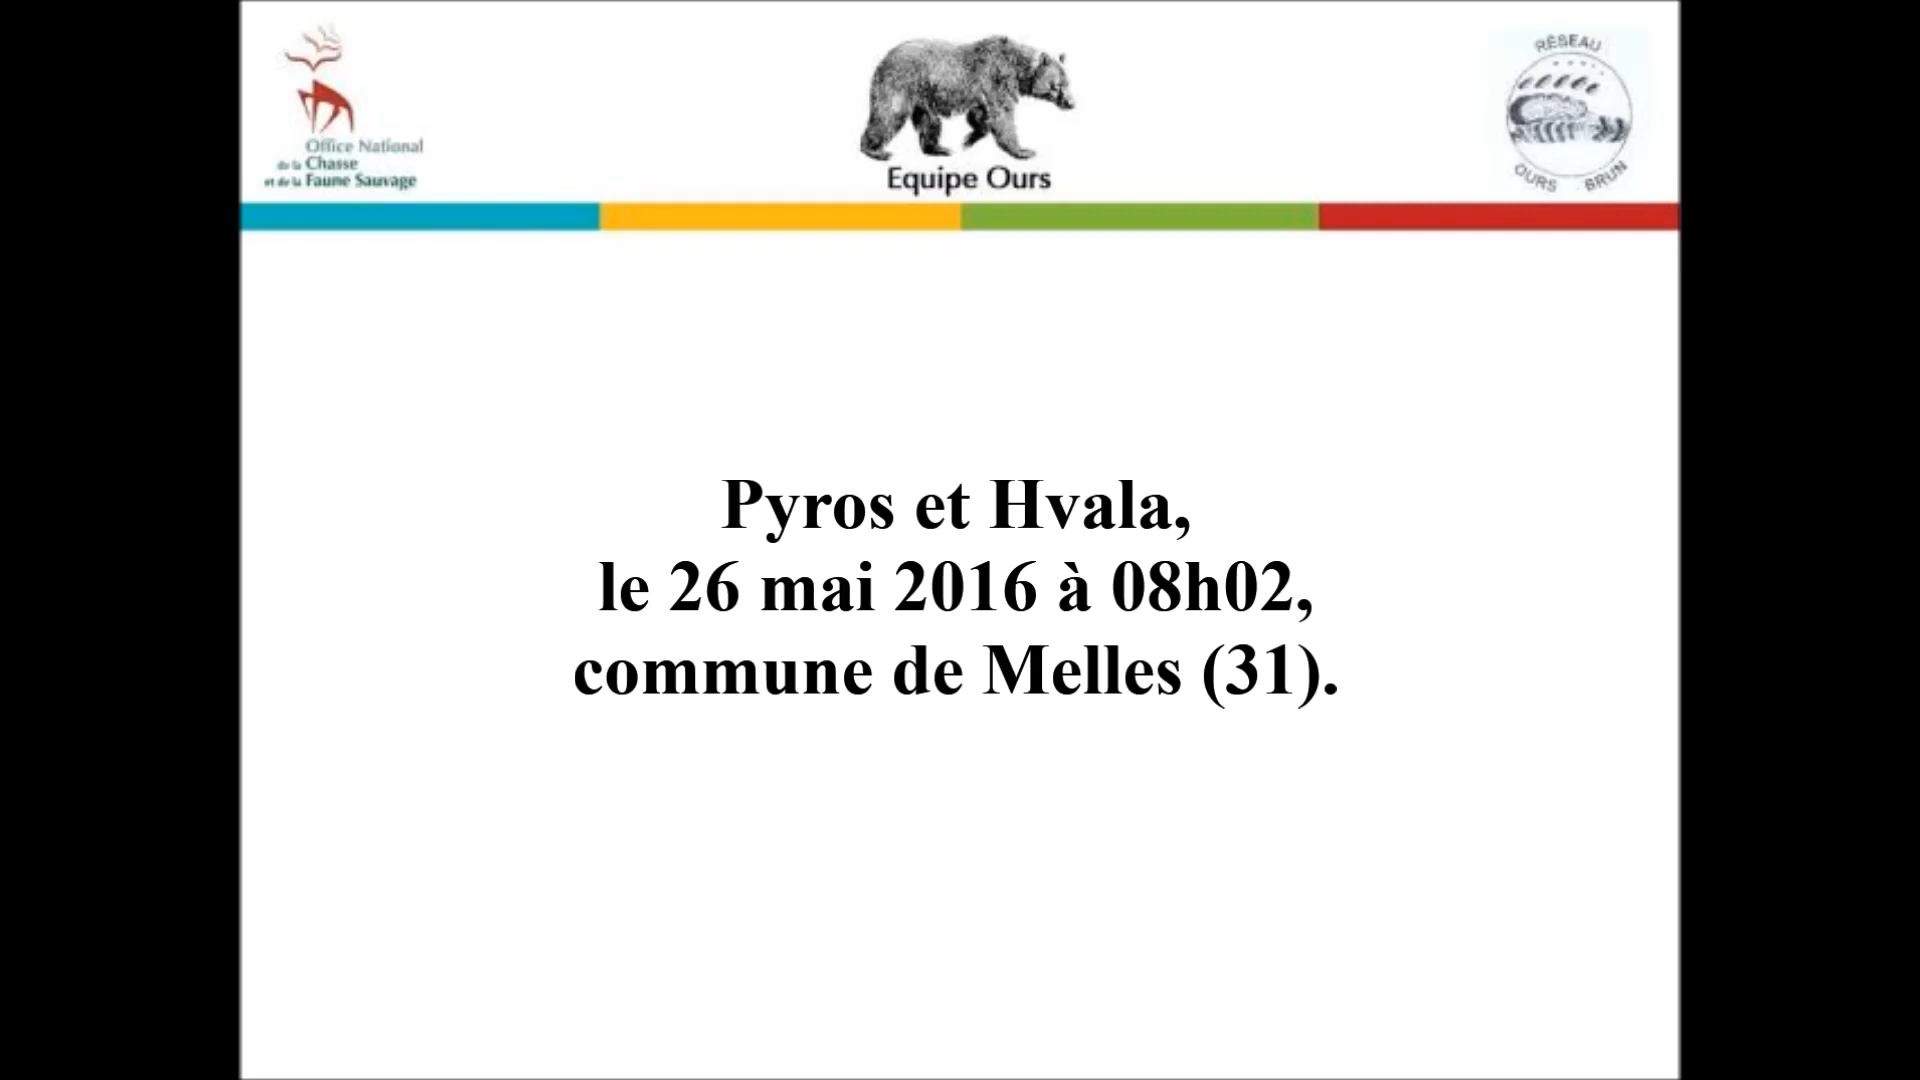 Office National
de la Chasse
et de la Faune Sauvage
Equipe Ours
RÉSEAU
OURS BRUN
Pyros et Hvala,
le 26 mai 2016 à 08h02,
commune de Melles (31).